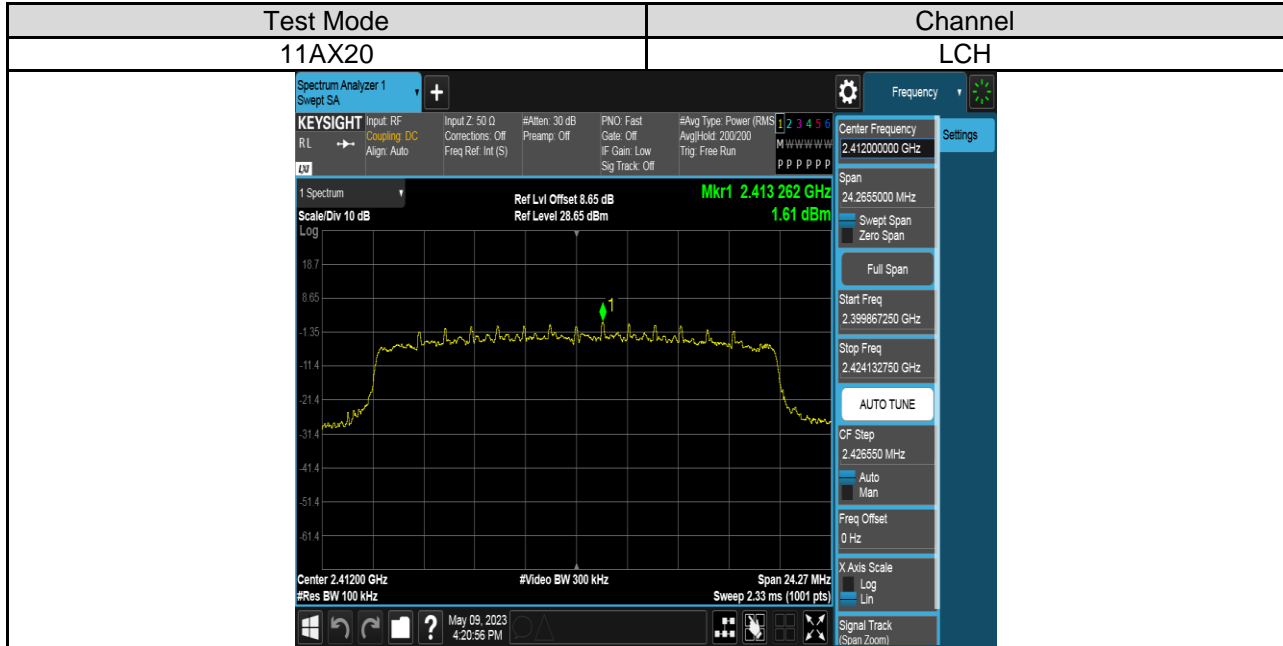 Test Mode
Channel
11AX20
LCH
Spectrum Analyzer 1
Swept SA
+
Frequency
KEYSIGHT
RL
LXI
Input: RF
Coupling: DC
Align: Auto
Input Z: 50 Ω
Corrections: Off
Freq Ref: Int (S)
#Atten: 30 dB
Preamp: Off
PNO: Fast
Gate: Off
IF Gain: Low
Sig Track: Off
#Avg Type: Power (RMS
Avg|Hold: 200/200
Trig: Free Run
1 2 3 4 5 6
M W W W W W
P P P P P P
1 Spectrum
Scale/Div 10 dB
Log
Ref Lvl Offset 8.65 dB
Ref Level 28.65 dBm
Mkr1 2.413 262 GHz
1.61 dBm
18.7
8.65
-1.35
-11.4
-21.4
-31.4
-41.4
-51.4
-61.4
1
Center 2.41200 GHz
#Res BW 100 kHz
#Video BW 300 kHz
Span 24.27 MHz
Sweep 2.33 ms (1001 pts)
?
May 09, 2023
4:20:56 PM
Center Frequency
2.412000000 GHz
Settings
Span
24.2655000 MHz
Swept Span
Zero Span
Full Span
Start Freq
2.399867250 GHz
Stop Freq
2.424132750 GHz
AUTO TUNE
CF Step
2.426550 MHz
Auto
Man
Freq Offset
0 Hz
X Axis Scale
Log
Lin
Signal Track
(Span Zoom)